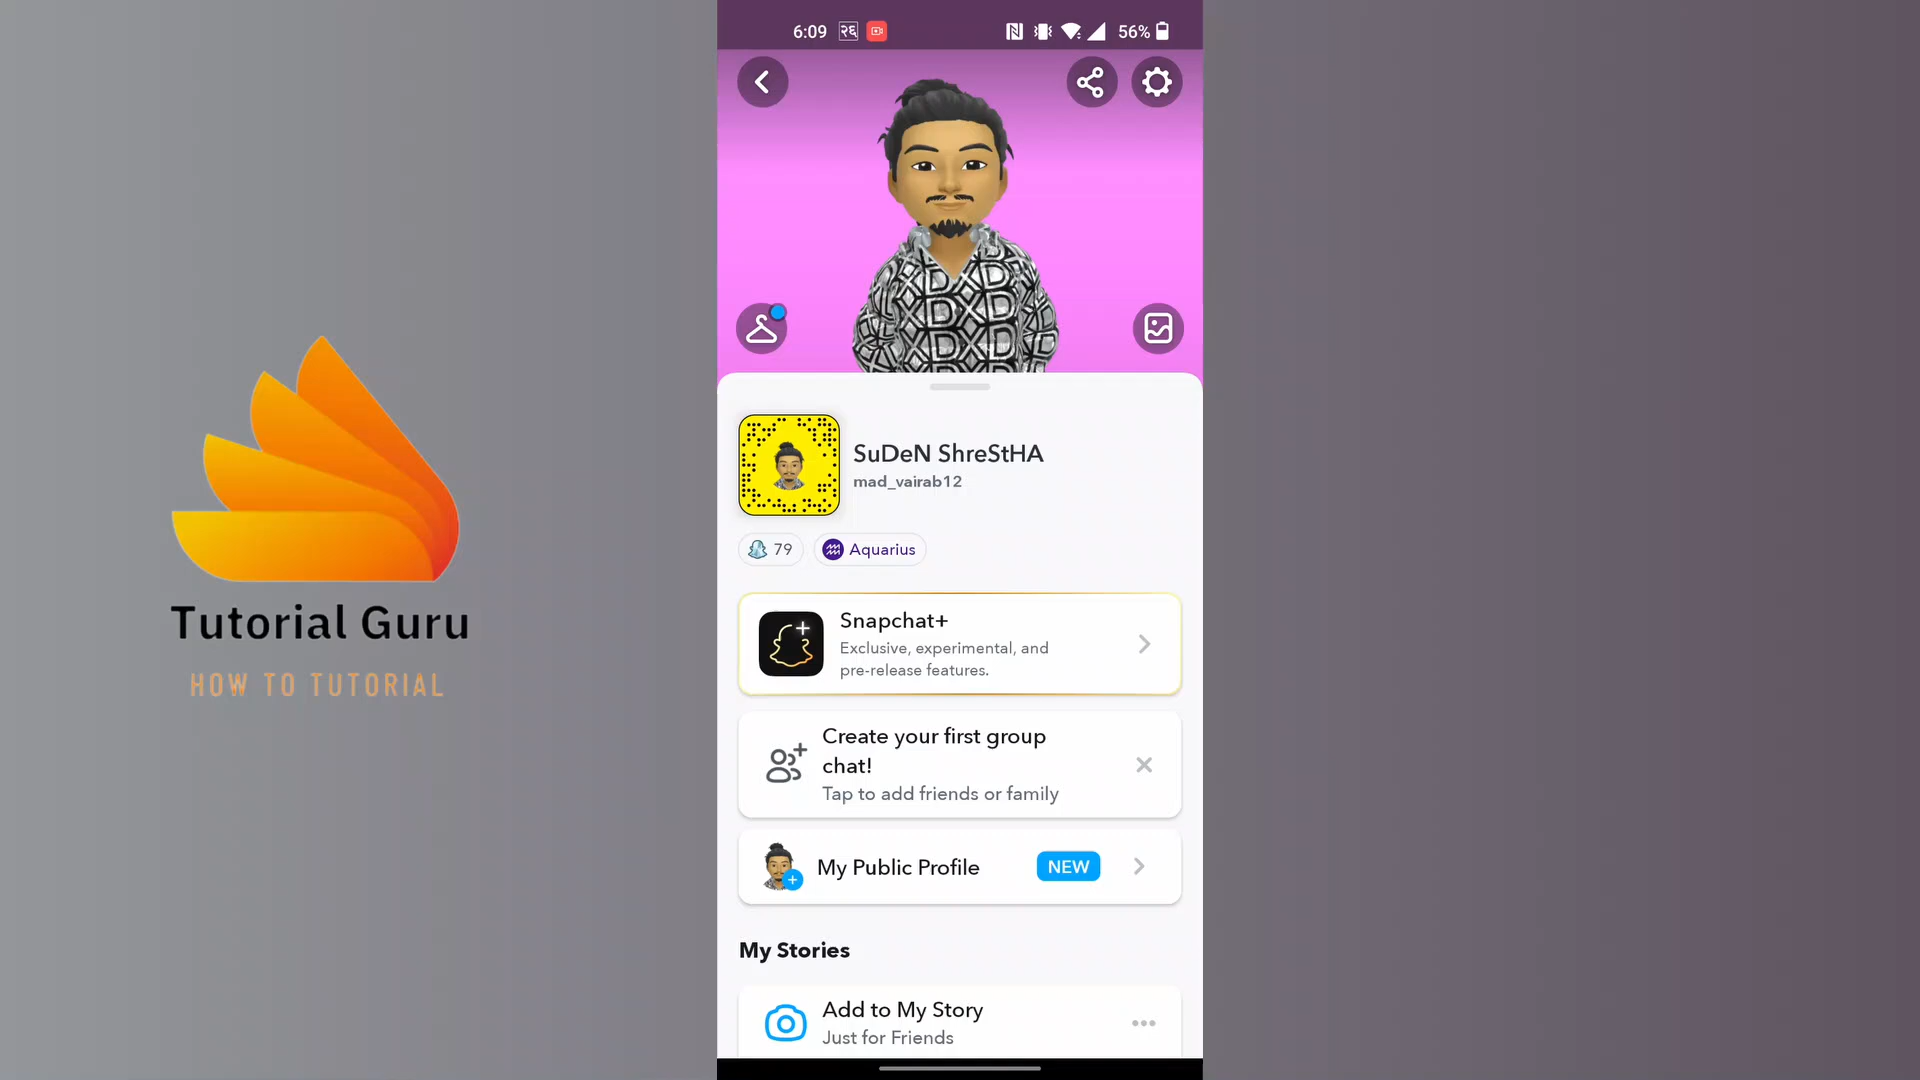 6:09 २६ 56%
SuDeN ShreStHA
mad_vairab12
79 Aquarius
Snapchat+
Exclusive, experimental, and
pre-release features.
Create your first group
chat!
Tap to add friends or family
My Public Profile NEW
My Stories
Add to My Story
Just for Friends
Tutorial Guru
HOW TO TUTORIAL